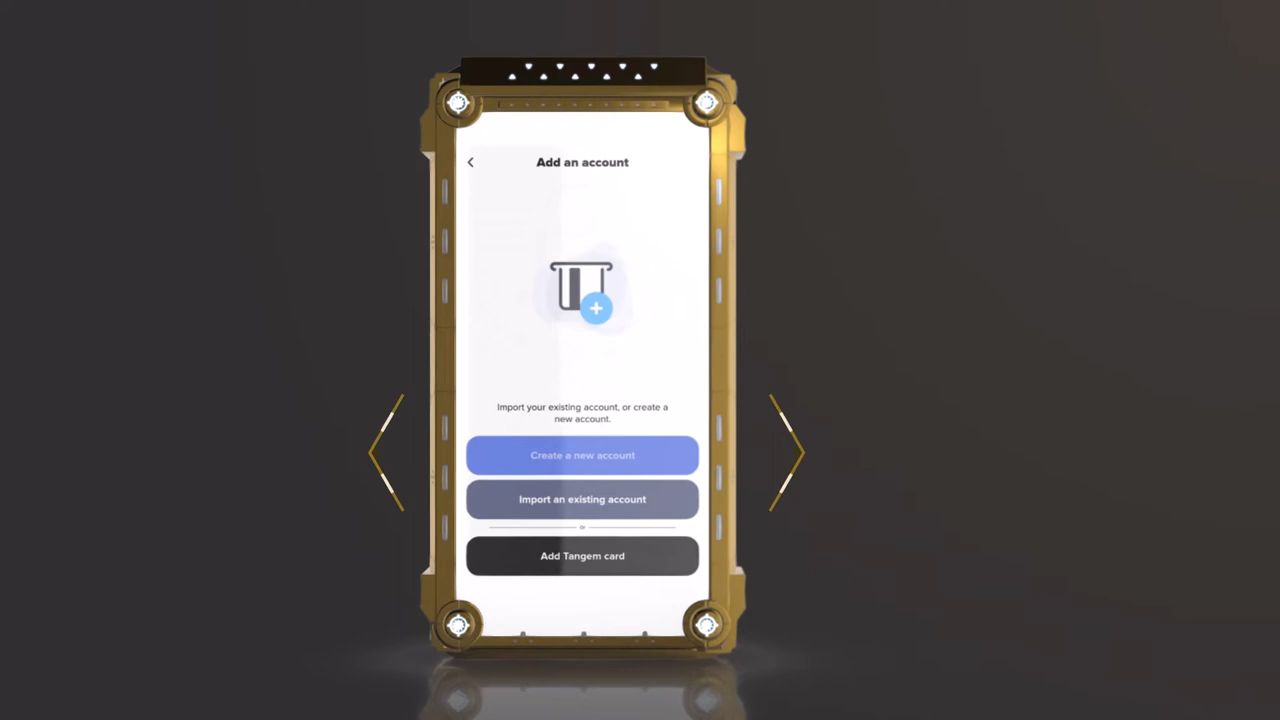 Add an account
Import your existing account, or create a
new account.
Create a new account
Import an existing account
or
Add Tangem card